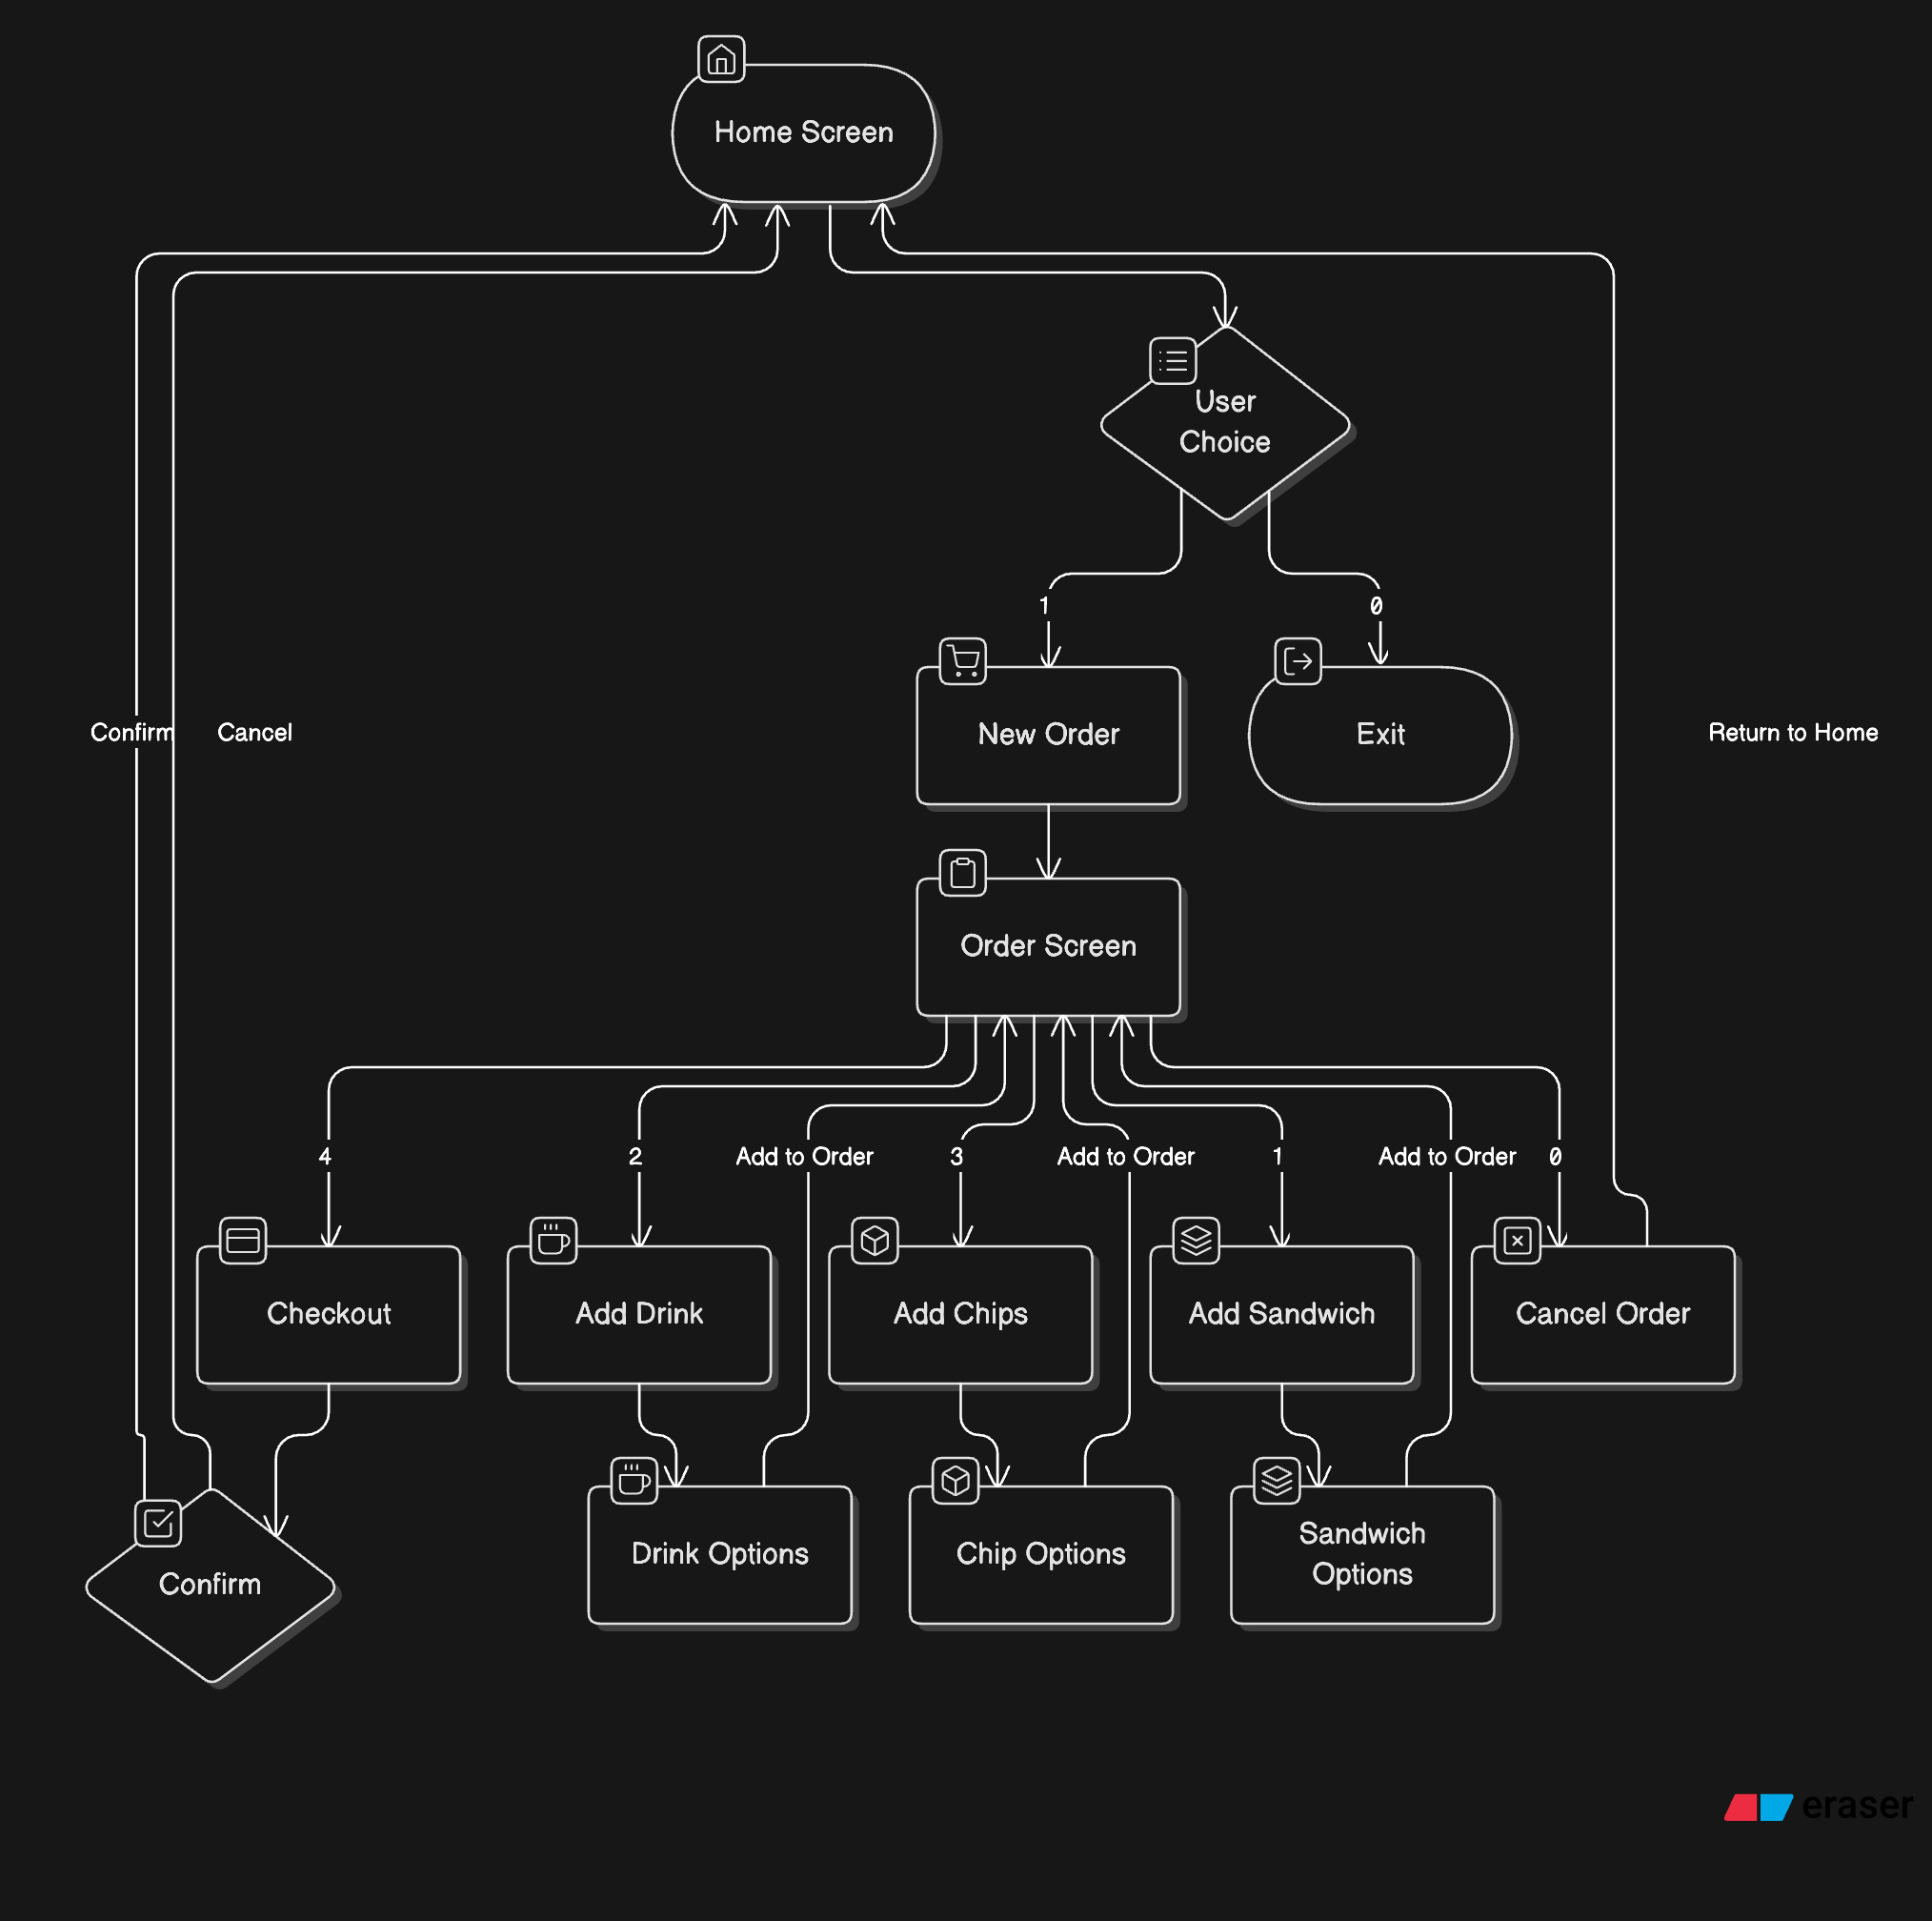 Home Screen
User
Choice
1
0
New Order
Exit
Confirm
Cancel
Return to Home
Order Screen
4
2
Add to Order
3
Add to Order
1
Add to Order
0
Checkout
Add Drink
Add Chips
Add Sandwich
Cancel Order
Confirm
Drink Options
Chip Options
Sandwich
Options
eraser